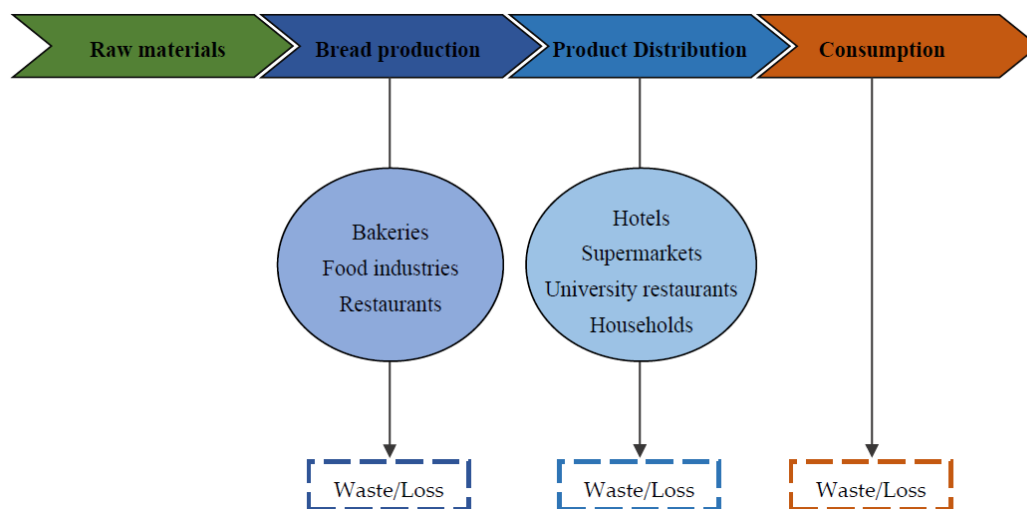 Raw materials
Bread production
Product Distribution
Consumption
Bakeries
Food industries
Restaurants
Hotels
Supermarkets
University restaurants
Households
Waste/Loss
Waste/Loss
Waste/Loss